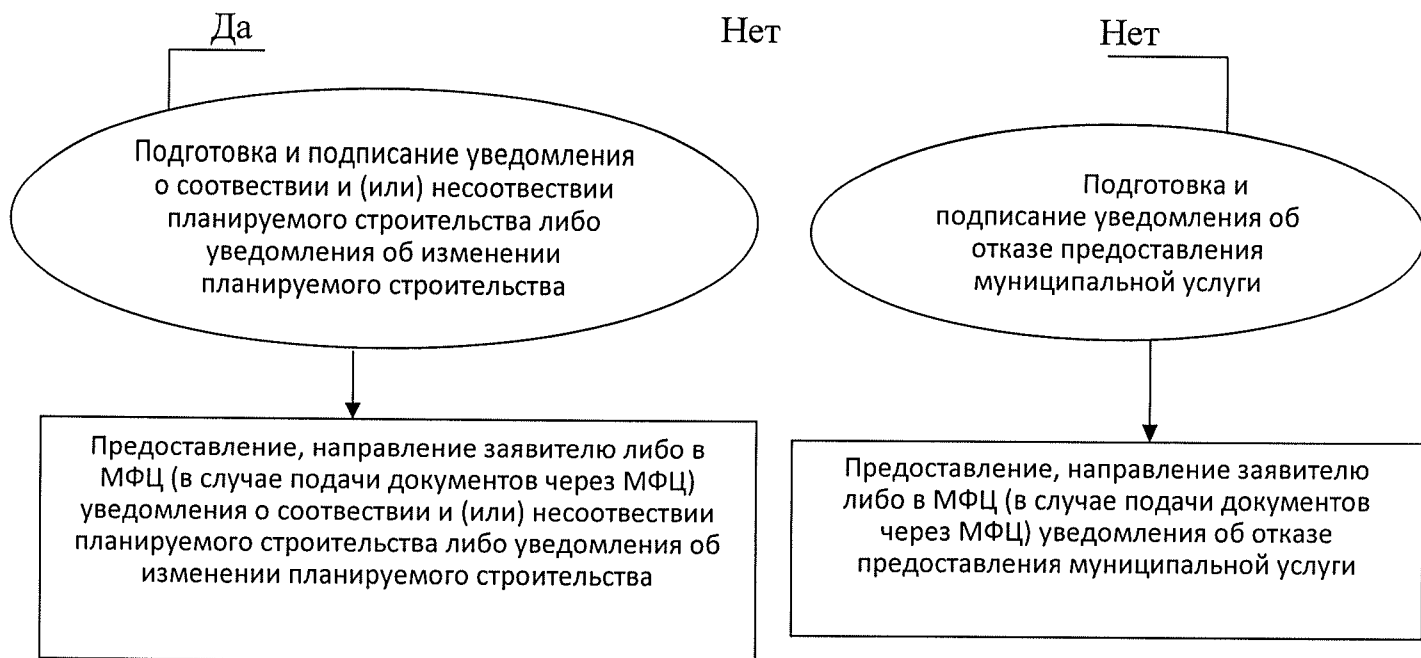 Да
Нет
Нет
Подготовка и подписание уведомления
о соотвествии и (или) несоотвествии
планируемого строительства либо
уведомления об изменении
планируемого строительства
Подготовка и
подписание уведомления об
отказе предоставления
муниципальной услуги
Предоставление, направление заявителю либо в
МФЦ (в случае подачи документов через МФЦ)
уведомления о соотвествии и (или) несоотвествии
планируемого строительства либо уведомления об
изменении планируемого строительства
Предоставление, направление заявителю
либо в МФЦ (в случае подачи документов
через МФЦ) уведомления об отказе
предоставления муниципальной услуги